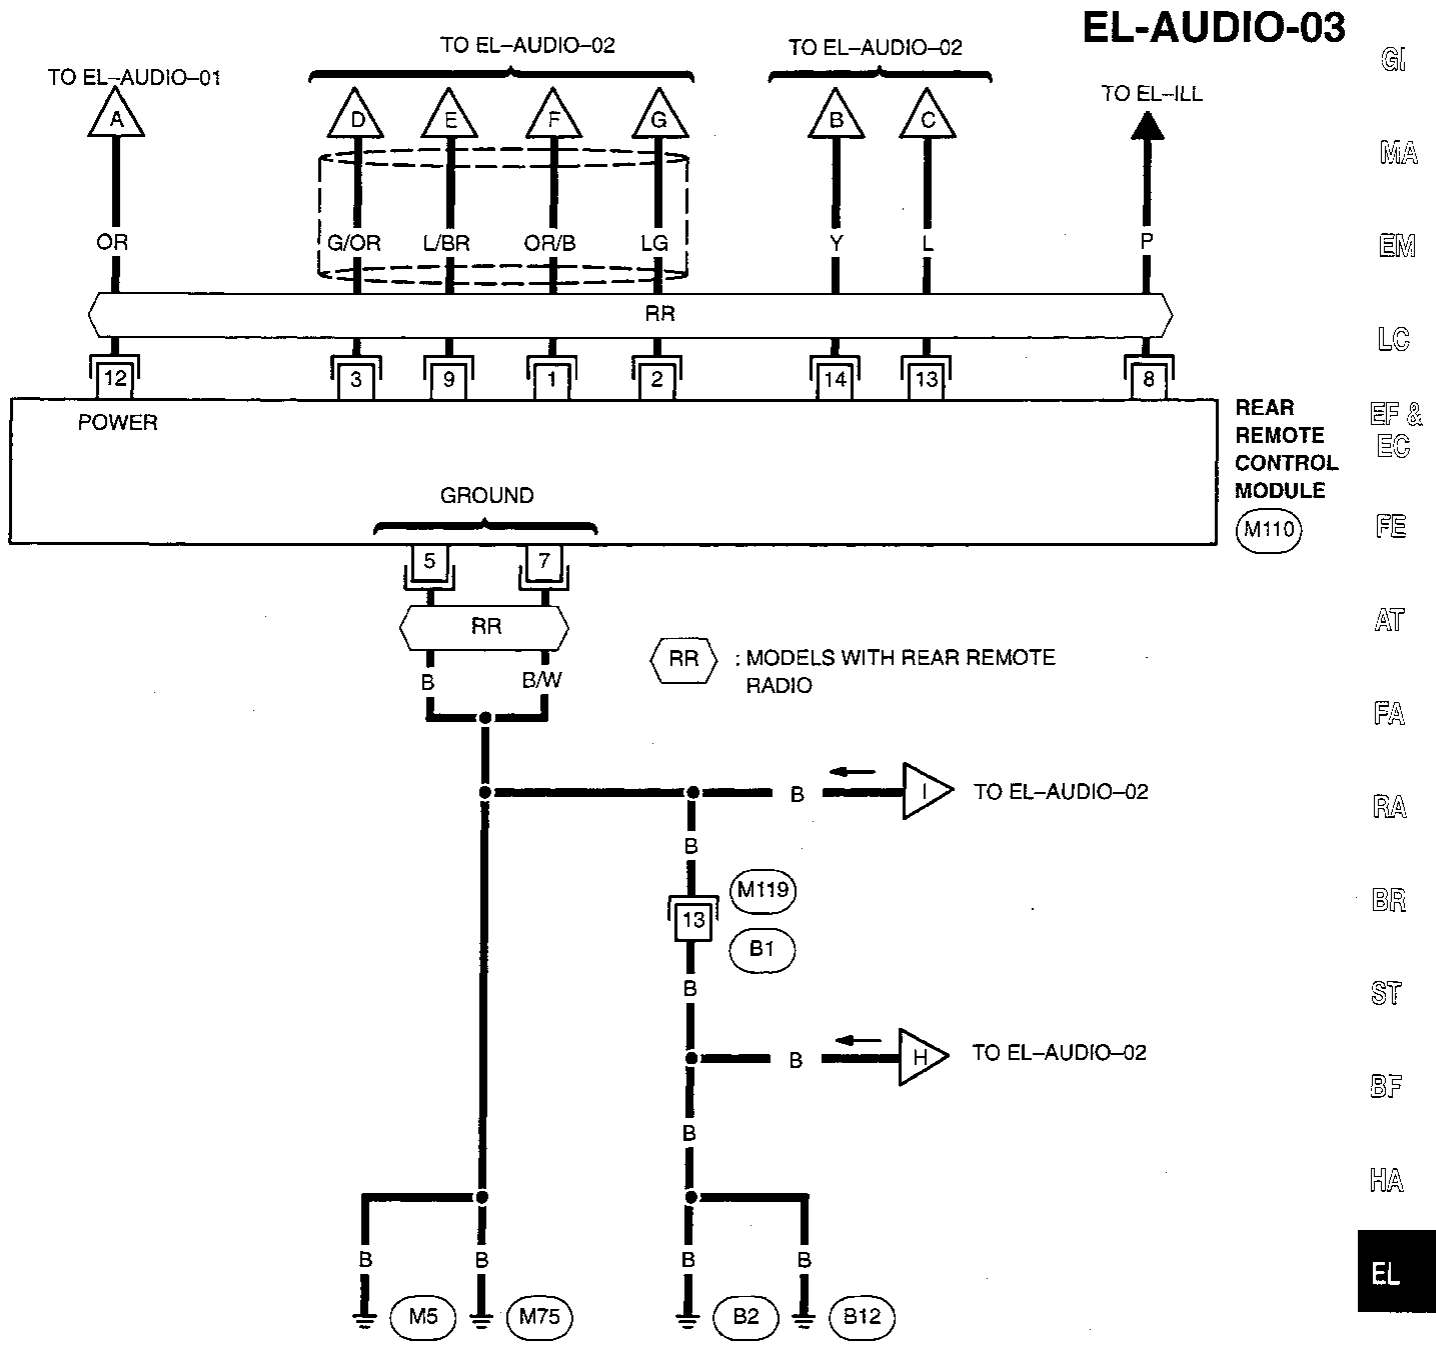 EL-AUDIO-03
TO EL-AUDIO-01
TO EL-AUDIO-02
TO EL-AUDIO-02
TO EL-ILL
A
D
E
F
G
B
C
OR
G/OR
L/BR
OR/B
LG
Y
L
P
RR
12
3
9
1
2
14
13
8
POWER
REAR
REMOTE
CONTROL
MODULE
M110
GROUND
5
7
RR
B
B/W
RR
: MODELS WITH REAR REMOTE
RADIO
B
I
TO EL-AUDIO-02
B
M119
13
B1
B
B
H
TO EL-AUDIO-02
B
B
B
B
B
M5
M75
B2
B12
GI
MA
EM
LC
EF &
EC
FE
AT
FA
RA
BR
ST
BF
HA
EL